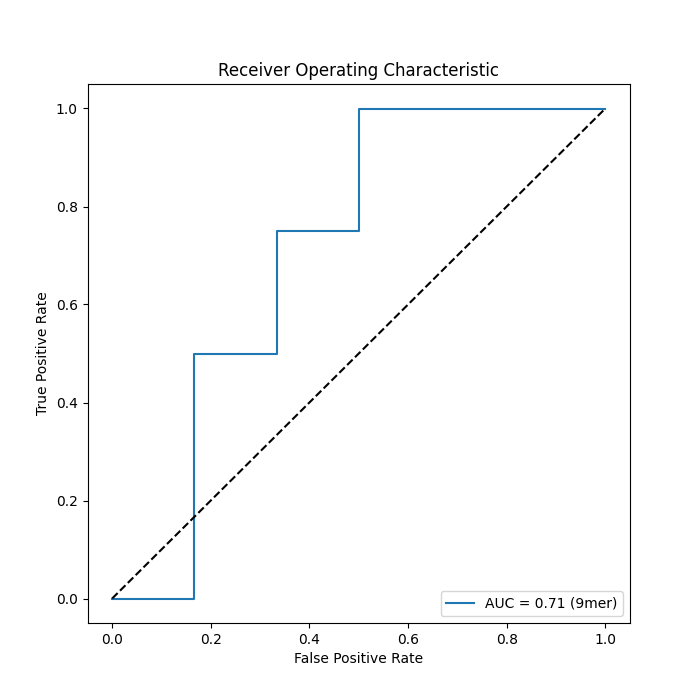 Receiver Operating Characteristic
1.0
0.8
0.6
0.4
0.2
0.0
True Positive Rate
AUC = 0.71 (9mer)
0.0 0.2 0.4 0.6 0.8 1.0
False Positive Rate